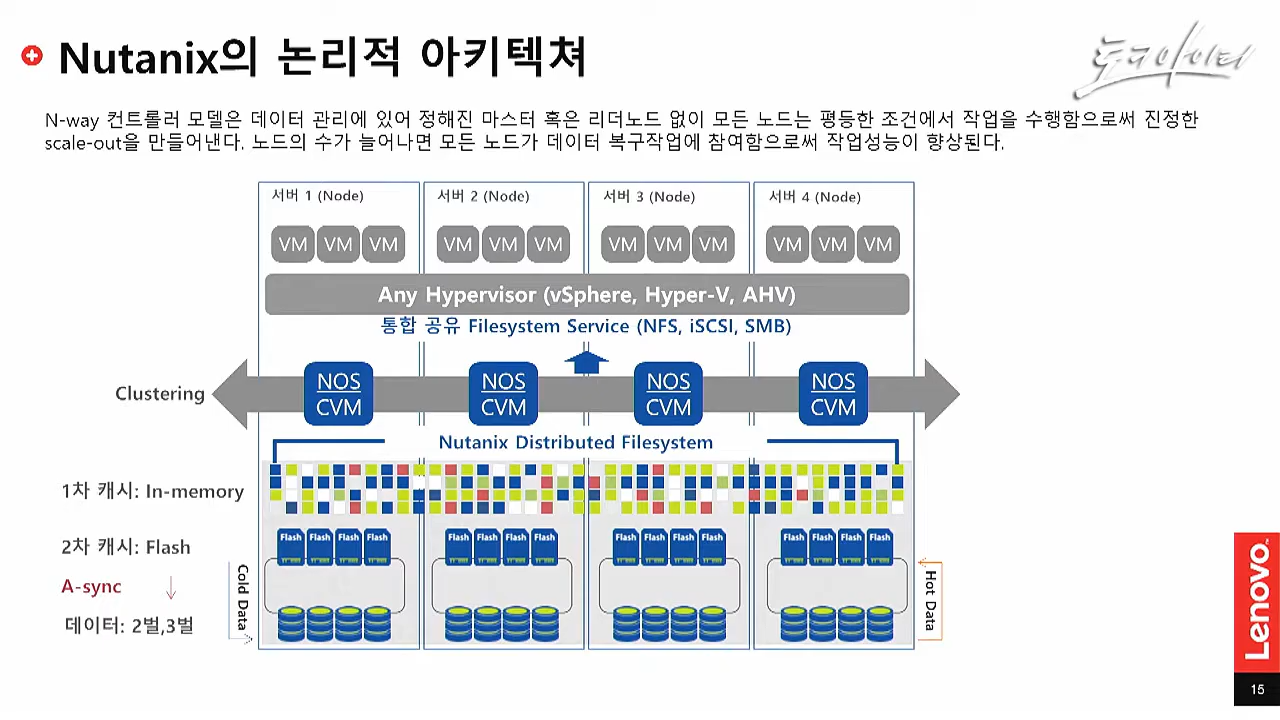 Nutanix의 논리적 아키텍쳐
토크아이티
N-way 컨트롤러 모델은 데이터 관리에 있어 정해진 마스터 혹은 리더노드 없이 모든 노드는 평등한 조건에서 작업을 수행함으로써 진정한
scale-out을 만들어낸다. 노드의 수가 늘어나면 모든 노드가 데이터 복구작업에 참여함으로써 작업성능이 향상된다.
서버 1 (Node) 서버 2 (Node) 서버 3 (Node) 서버 4 (Node)
VM VM VM VM VM VM VM VM VM VM VM VM
Any Hypervisor (vSphere, Hyper-V, AHV)
통합 공유 Filesystem Service (NFS, iSCSI, SMB)
Clustering
NOS NOS NOS NOS
CVM CVM CVM CVM
Nutanix Distributed Filesystem
1차 캐시: In-memory
2차 캐시: Flash
Flash Flash Flash Flash Flash Flash Flash Flash Flash Flash Flash Flash Flash Flash Flash Flash
A-sync
Cold Data
Hot Data
데이터: 2벌,3벌
Lenovo
15